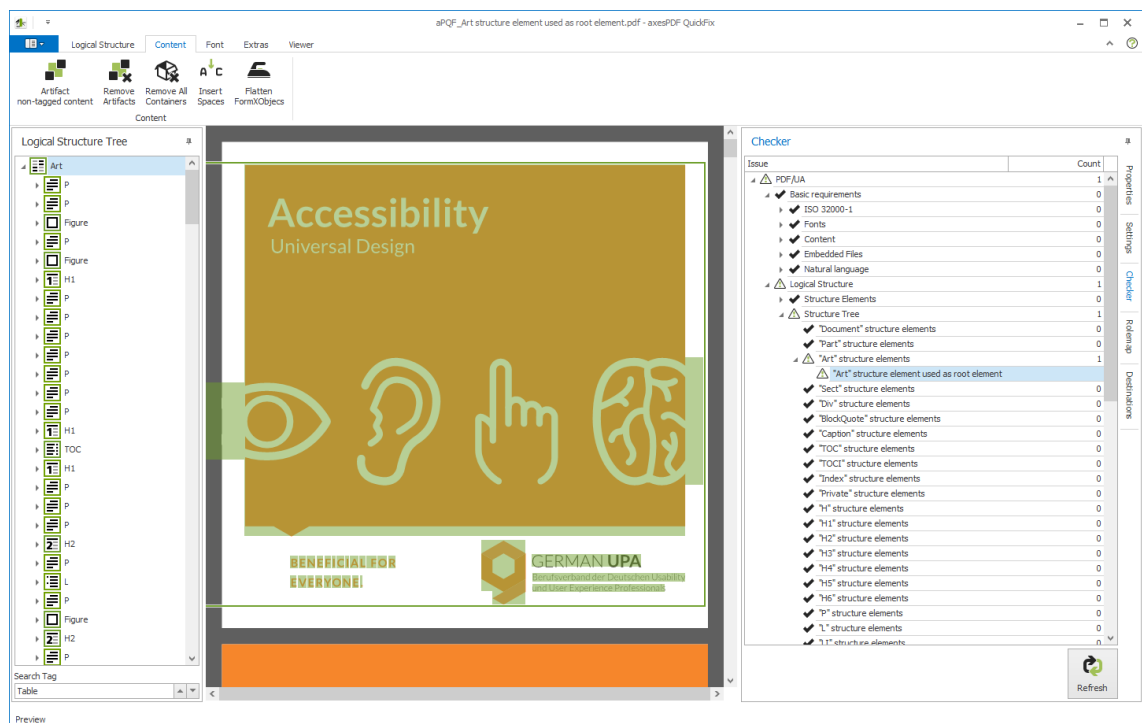 aPQF_Art structure element used as root element.pdf - axesPDF QuickFix
Logical Structure
Content
Font
Extras
Viewer
Artifact
non-tagged content
Remove
Artifacts
Remove All
Containers
Insert
Spaces
Flatten
FormXObjecs
Content
Logical Structure Tree
Art
P
P
Figure
P
Figure
H1
P
P
P
P
P
P
P
H1
TOC
H1
P
P
P
H2
P
L
P
Figure
H2
P
Search Tag
Table
Preview
Accessibility
Universal Design
BENEFICIAL FOR
EVERYONE!
GERMAN UPA
Berufsverband der Deutschen Usability
und User Experience Professionals
Checker
Issue Count
PDF/UA 1
Basic requirements 0
ISO 32000-1 0
Fonts 0
Content 0
Embedded Files 0
Natural language 0
Logical Structure 1
Structure Elements 0
Structure Tree 1
"Document" structure elements 0
"Part" structure elements 0
"Art" structure elements 1
"Art" structure element used as root element
"Sect" structure elements 0
"Div" structure elements 0
"BlockQuote" structure elements 0
"Caption" structure elements 0
"TOC" structure elements 0
"TOCI" structure elements 0
"Index" structure elements 0
"Private" structure elements 0
"H" structure elements 0
"H1" structure elements 0
"H2" structure elements 0
"H3" structure elements 0
"H4" structure elements 0
"H5" structure elements 0
"H6" structure elements 0
"P" structure elements 0
"L" structure elements 0
"LI" structure elements 0
Refresh
Properties
Settings
Checker
Rolemap
Destinations